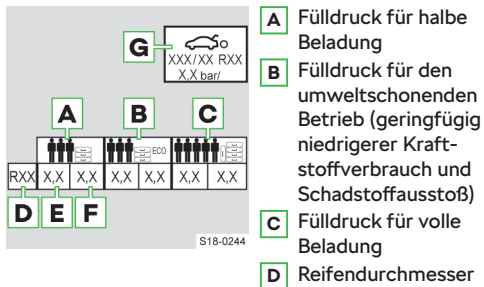 G
XXX/XX RXX
X,X bar/
A B C
ECO
RXX X,X X,X X,X X,X X,X X,X
D E F
S18-0244
A Fülldruck für halbe
Beladung
B Fülldruck für den
umweltschonenden
Betrieb (geringfügig
niedrigerer Kraft-
stoffverbrauch und
Schadstoffausstoß)
C Fülldruck für volle
Beladung
D Reifendurchmesser